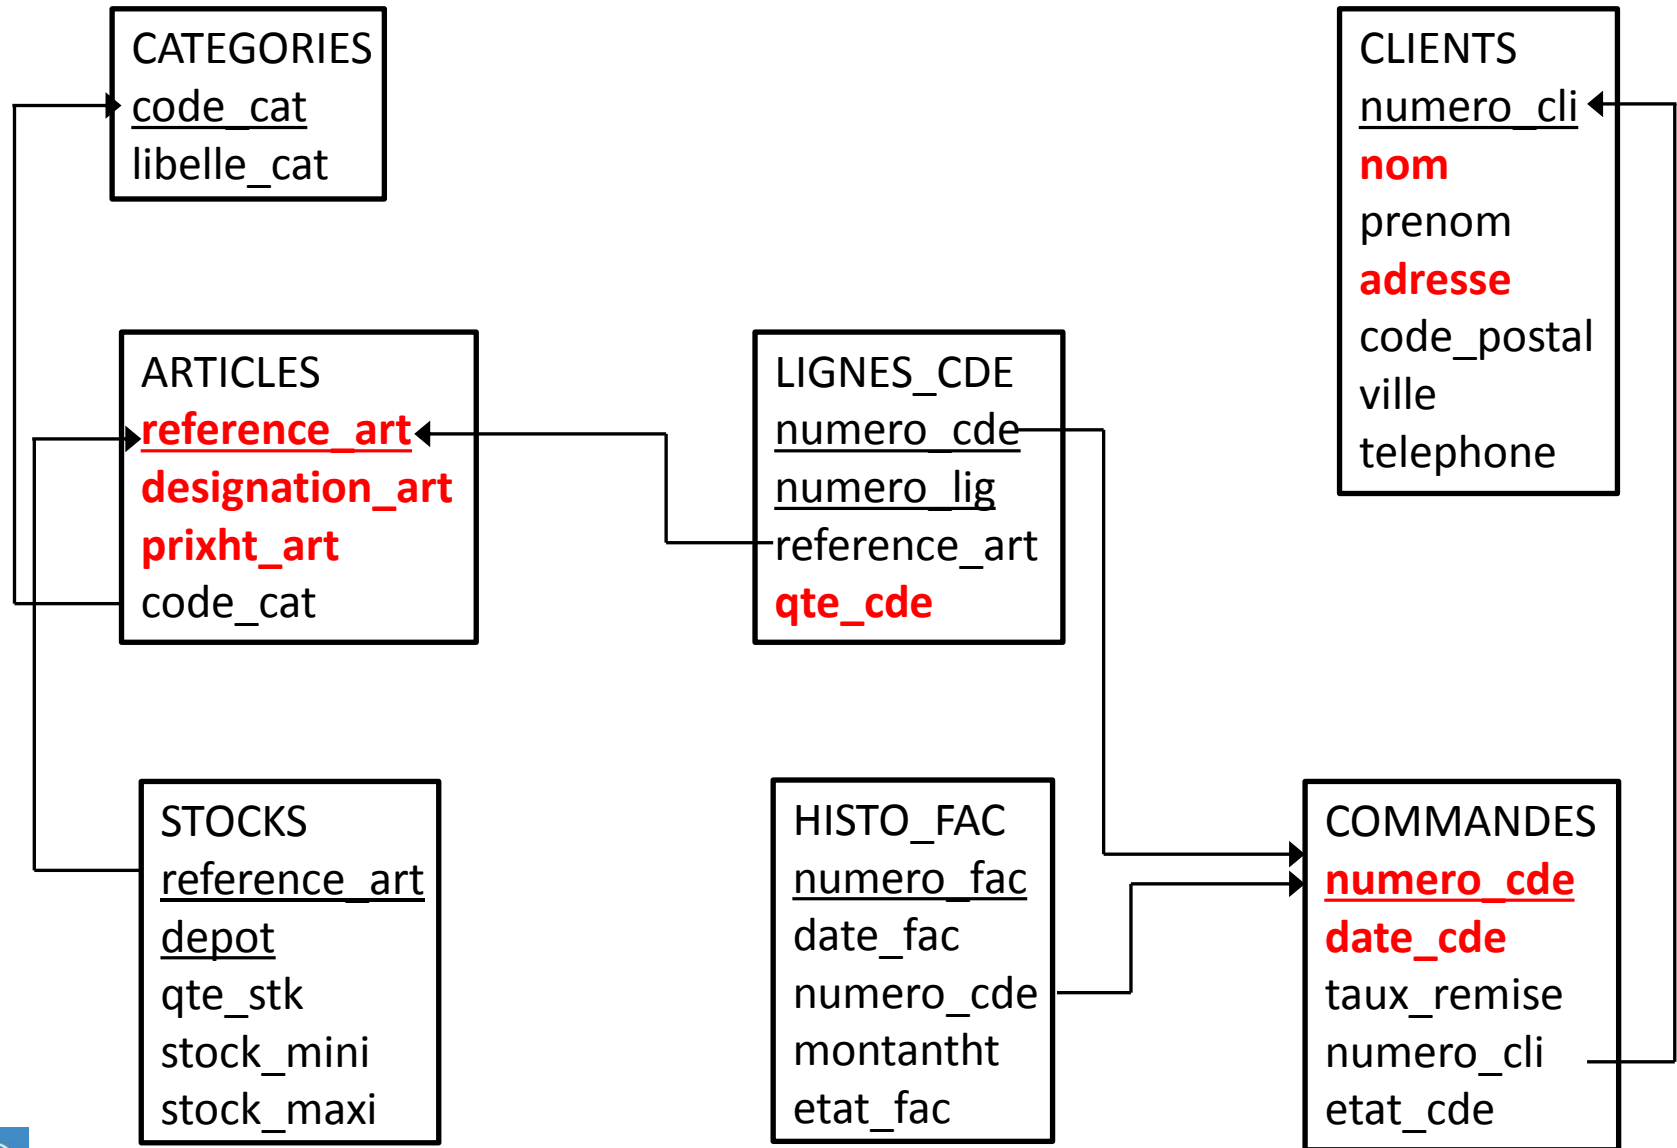 CATEGORIES
code_cat
libelle_cat
CLIENTS
numero_cli
nom
prenom
adresse
code_postal
ville
telephone
ARTICLES
reference_art
designation_art
prixht_art
code_cat
LIGNES_CDE
numero_cde
numero_lig
reference_art
qte_cde
STOCKS
reference_art
depot
qte_stk
stock_mini
stock_maxi
HISTO_FAC
numero_fac
date_fac
numero_cde
montantht
etat_fac
COMMANDES
numero_cde
date_cde
taux_remise
numero_cli
etat_cde